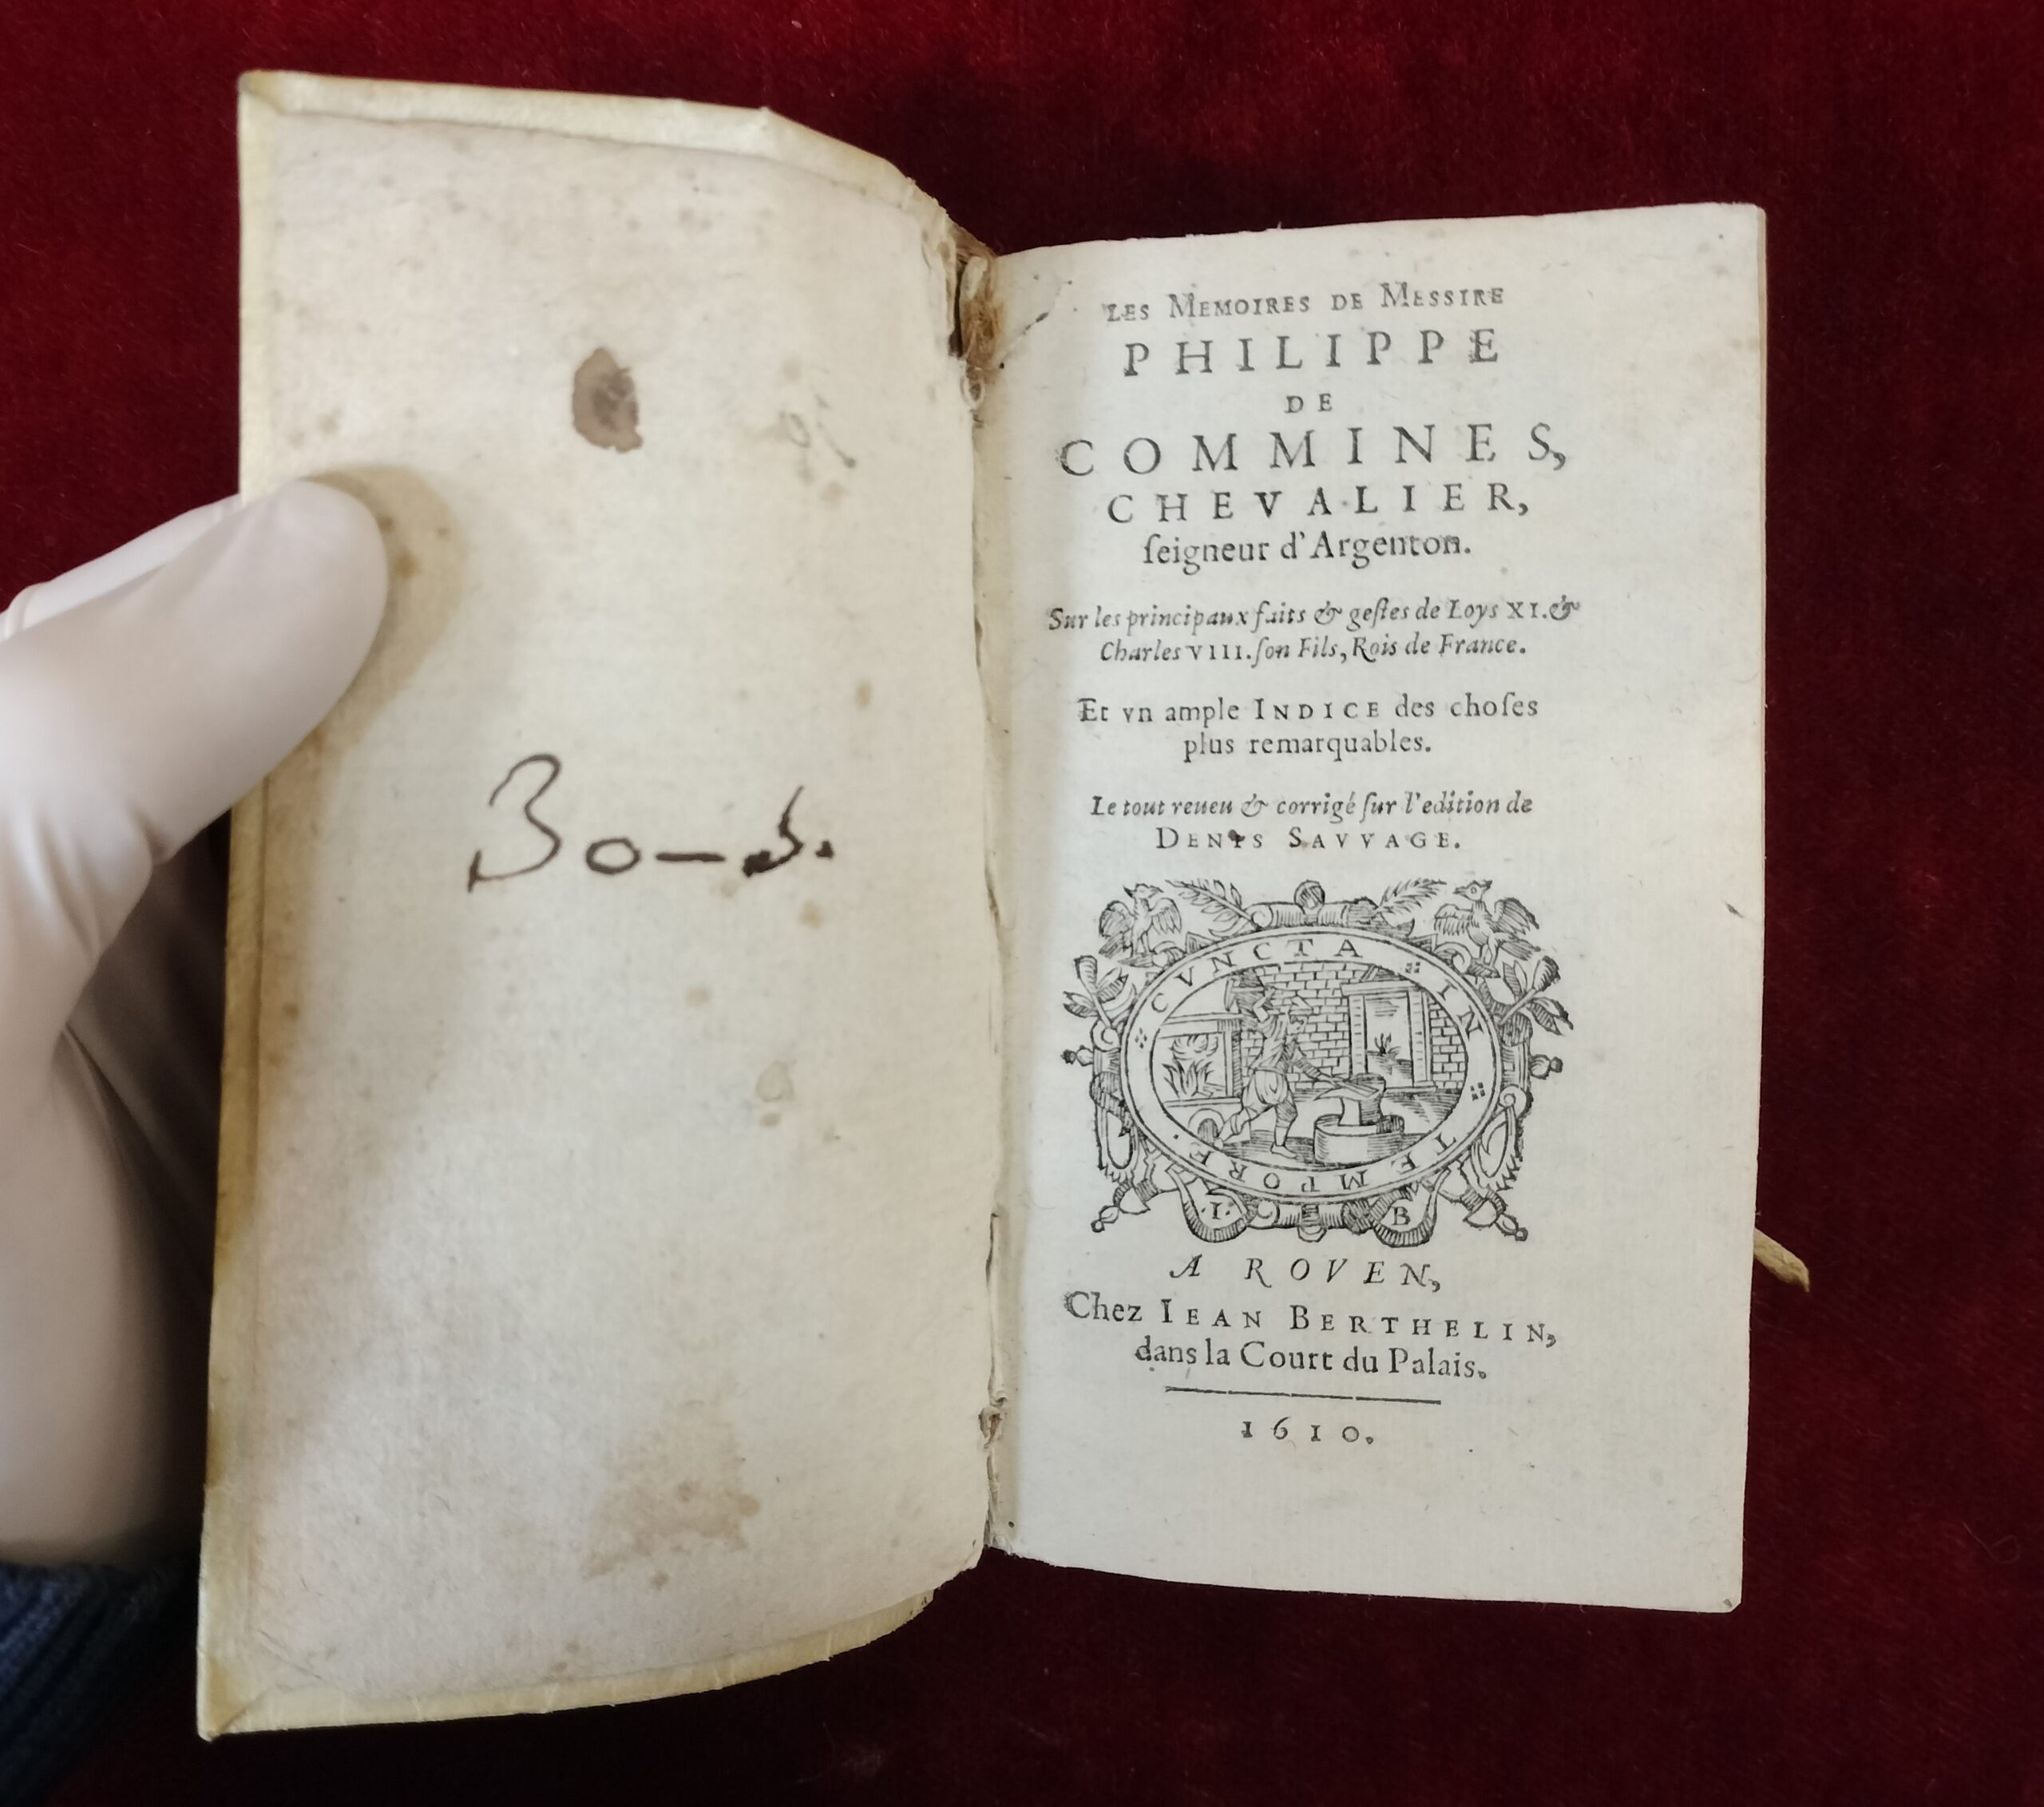 3o—s.
LES MEMOIRES DE MESSIRE
PHILIPPE
DE
COMMINES,
CHEVALIER,
ſeigneur d'Argenton.
Sur les principaux faits & geſtes de Loys XI. &
Charles VIII. ſon Fils, Rois de France.
Et vn ample INDICE des choſes
plus remarquables.
Le tout reueu & corrigé ſur l'edition de
DENIS SAVVAGE.
CVNCTA IN TEMPORE.
I C B
A ROVEN,
Chez IEAN BERTHELIN,
dans la Court du Palais.
1610.